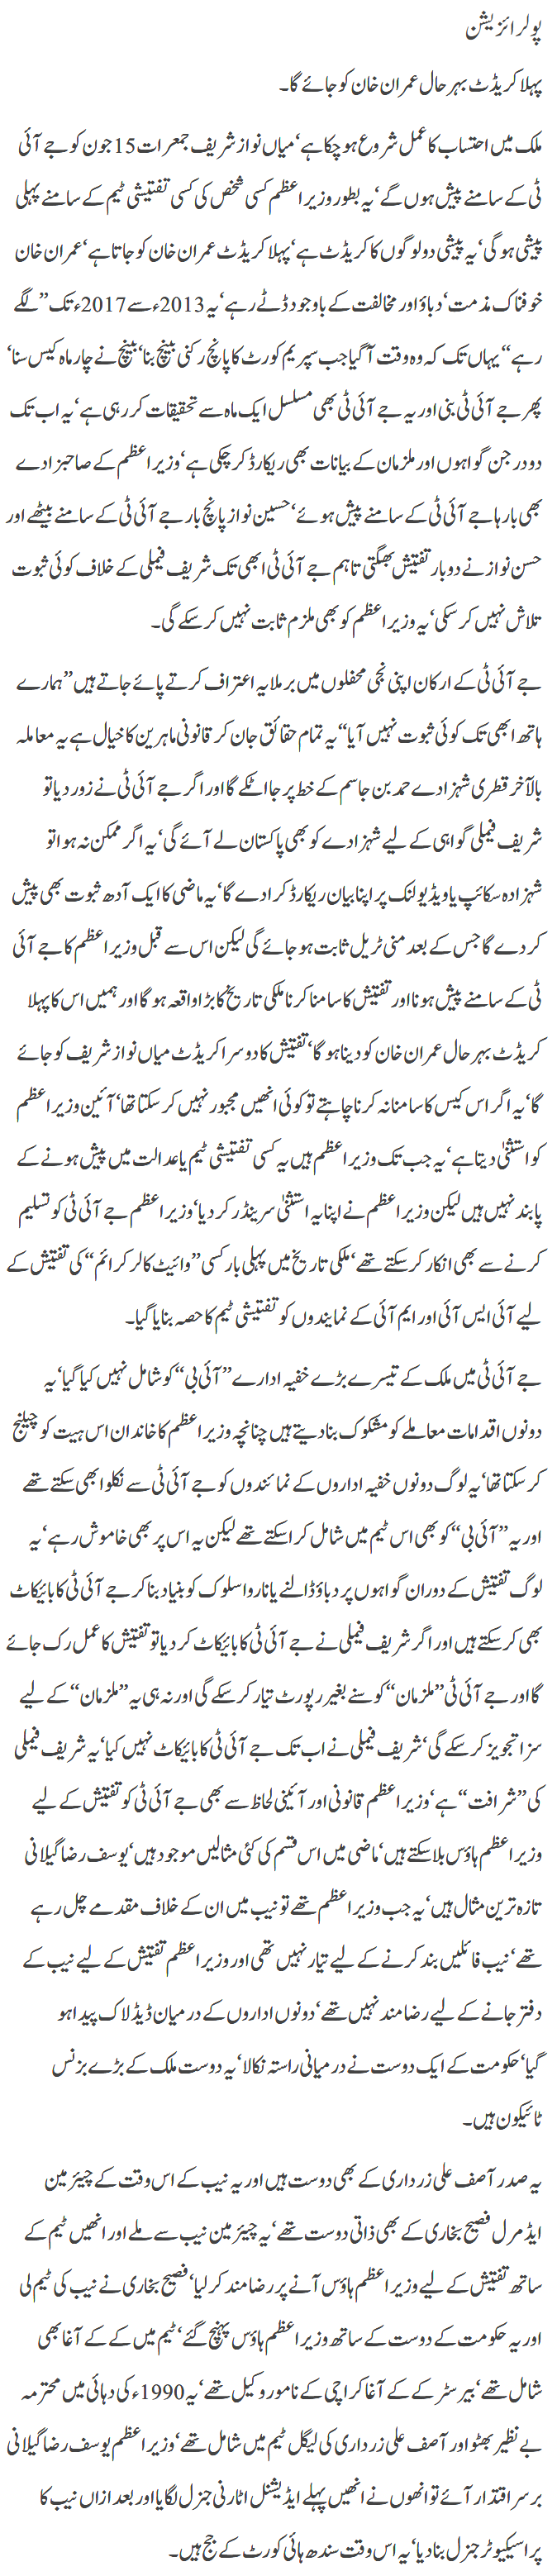 پولرائزیشن
پہلا کریڈٹ بہر حال عمران خان کو جائے گا۔
ملک میں احتساب کا عمل شروع ہو چکا ہے‘ میاں نواز شریف جمعرات 15 جون کو جے آئی
ٹی کے سامنے پیش ہوں گے‘ یہ بطور وزیراعظم کسی شخص کی کسی تفتیشی ٹیم کے سامنے پہلی
پیشی ہو گی‘ یہ پیشی دو لوگوں کا کریڈٹ ہے‘ پہلا کریڈٹ عمران خان کو جاتا ہے‘ عمران خان
خوفناک مذمت‘ دباؤ اور مخالفت کے باوجود ڈٹے رہے‘ یہ 2013ء سے 2017ء تک ’’لگے
رہے‘‘ یہاں تک کہ وہ وقت آ گیا جب سپریم کورٹ کا پانچ رکنی بینچ بنا‘ بینچ نے چار ماہ کیس سنا‘
پھر جے آئی ٹی بنی اور یہ جے آئی ٹی بھی مسلسل ایک ماہ سے تحقیقات کر رہی ہے‘ یہ اب تک
دو درجن گواہوں اور ملزمان کے بیانات بھی ریکارڈ کر چکی ہے‘ وزیراعظم کے صاحبزادے
بھی بارہا جے آئی ٹی کے سامنے پیش ہوئے‘ حسین نواز پانچ بار جے آئی ٹی کے سامنے بیٹھے اور
حسن نواز نے دو بار تفتیش بھگتی تاہم جے آئی ٹی ابھی تک شریف فیملی کے خلاف کوئی ثبوت
تلاش نہیں کر سکی‘ یہ وزیراعظم کو بھی ملزم ثابت نہیں کر سکے گی۔
جے آئی ٹی کے ارکان اپنی نجی محفلوں میں برملا یہ اعتراف کرتے پائے جاتے ہیں ’’ہمارے
ہاتھ ابھی تک کوئی ثبوت نہیں آیا‘‘ یہ تمام حقائق جان کر قانونی ماہرین کا خیال ہے یہ معاملہ
بالآخر قطری شہزادے حمد بن جاسم کے خط پر جا اٹکے گا اور اگر جے آئی ٹی نے زور دیا تو
شریف فیملی گواہی کے لیے شہزادے کو بھی پاکستان لے آئے گی‘ یہ اگر ممکن نہ ہوا تو
شہزادہ سکائپ یا ویڈیو لنک پر اپنا بیان ریکارڈ کرا دے گا‘ یہ ماضی کا ایک آدھ ثبوت بھی پیش
کر دے گا جس کے بعد منی ٹریل ثابت ہو جائے گی لیکن اس سے قبل وزیراعظم کا جے آئی
ٹی کے سامنے پیش ہونا اور تفتیش کا سامنا کرنا ملکی تاریخ کا بڑا واقعہ ہو گا اور ہمیں اس کا پہلا
کریڈٹ بہرحال عمران خان کو دینا ہو گا‘ تفتیش کا دوسرا کریڈٹ میاں نواز شریف کو جائے
گا‘ یہ اگر اس کیس کا سامنا نہ کرنا چاہتے تو کوئی انھیں مجبور نہیں کر سکتا تھا‘ آئین وزیراعظم
کو استثنیٰ دیتا ہے‘ یہ جب تک وزیراعظم ہیں یہ کسی تفتیشی ٹیم یا عدالت میں پیش ہونے کے
پابند نہیں ہیں لیکن وزیراعظم نے اپنا یہ استثنیٰ سرینڈر کر دیا‘ وزیراعظم جے آئی ٹی کو تسلیم
کرنے سے بھی انکار کر سکتے تھے‘ ملکی تاریخ میں پہلی بار کسی ’’وائیٹ کالر کرائم‘‘ کی تفتیش کے
لیے آئی ایس آئی اور ایم آئی کے نمایندوں کو تفتیشی ٹیم کا حصہ بنایا گیا۔
جے آئی ٹی میں ملک کے تیسرے بڑے خفیہ ادارے ’’آئی بی‘‘ کو شامل نہیں کیا گیا‘ یہ
دونوں اقدامات معاملے کو مشکوک بنا دیتے ہیں چنانچہ وزیراعظم کا خاندان اس ہیت کو چیلنج
کر سکتا تھا‘ یہ لوگ دونوں خفیہ اداروں کے نمائندوں کو جے آئی ٹی سے نکلوا بھی سکتے تھے
اور یہ ’’آئی بی‘‘ کو بھی اس ٹیم میں شامل کرا سکتے تھے لیکن یہ اس پر بھی خاموش رہے‘ یہ
لوگ تفتیش کے دوران گواہوں پر دباؤ ڈالنے یا ناروا سلوک کو بنیاد بنا کر جے آئی ٹی کا بائیکاٹ
بھی کر سکتے ہیں اور اگر شریف فیملی نے جے آئی ٹی کا بائیکاٹ کر دیا تو تفتیش کا عمل رک جائے
گا اور جے آئی ٹی ’’ملزمان‘‘ کو سنے بغیر رپورٹ تیار کر سکے گی اور نہ ہی یہ ’’ملزمان‘‘ کے لیے
سزا تجویز کر سکے گی‘ شریف فیملی نے اب تک جے آئی ٹی کا بائیکاٹ نہیں کیا‘ یہ شریف فیملی
کی ’’شرافت‘‘ ہے‘ وزیراعظم قانونی اور آئینی لحاظ سے بھی جے آئی ٹی کو تفتیش کے لیے
وزیراعظم ہاؤس بلا سکتے ہیں‘ ماضی میں اس قسم کی کئی مثالیں موجود ہیں‘ یوسف رضا گیلانی
تازہ ترین مثال ہیں‘ یہ جب وزیراعظم تھے تو نیب میں ان کے خلاف مقدمے چل رہے
تھے‘ نیب فائلیں بند کرنے کے لیے تیار نہیں تھی اور وزیراعظم تفتیش کے لیے نیب کے
دفتر جانے کے لیے رضا مند نہیں تھے‘ دونوں اداروں کے درمیان ڈیڈ لاک پیدا ہو
گیا‘ حکومت کے ایک دوست نے درمیانی راستہ نکالا‘ یہ دوست ملک کے بڑے بزنس
ٹائیکون ہیں۔
یہ صدر آصف علی زرداری کے بھی دوست ہیں اور یہ نیب کے اس وقت کے چیئرمین
ایڈمرل فصیح بخاری کے بھی ذاتی دوست تھے‘ یہ چیئرمین نیب سے ملے اور انھیں ٹیم کے
ساتھ تفتیش کے لیے وزیراعظم ہاؤس آنے پر رضا مند کر لیا‘ فصیح بخاری نے نیب کی ٹیم لی
اور یہ حکومت کے دوست کے ساتھ وزیراعظم ہاؤس پہنچ گئے‘ ٹیم میں کے کے آغا بھی
شامل تھے‘ بیرسٹر کے کے آغا کراچی کے نامور وکیل تھے‘ یہ 1990ء کی دہائی میں محترمہ
بے نظیر بھٹو اور آصف علی زرداری کی لیگل ٹیم میں شامل تھے‘ وزیراعظم یوسف رضا گیلانی
برسر اقتدار آئے تو انھوں نے انھیں پہلے ایڈیشنل اٹارنی جنرل لگایا اور بعد ازاں نیب کا
پراسیکیوٹر جنرل بنا دیا‘ یہ اس وقت سندھ ہائی کورٹ کے جج ہیں۔